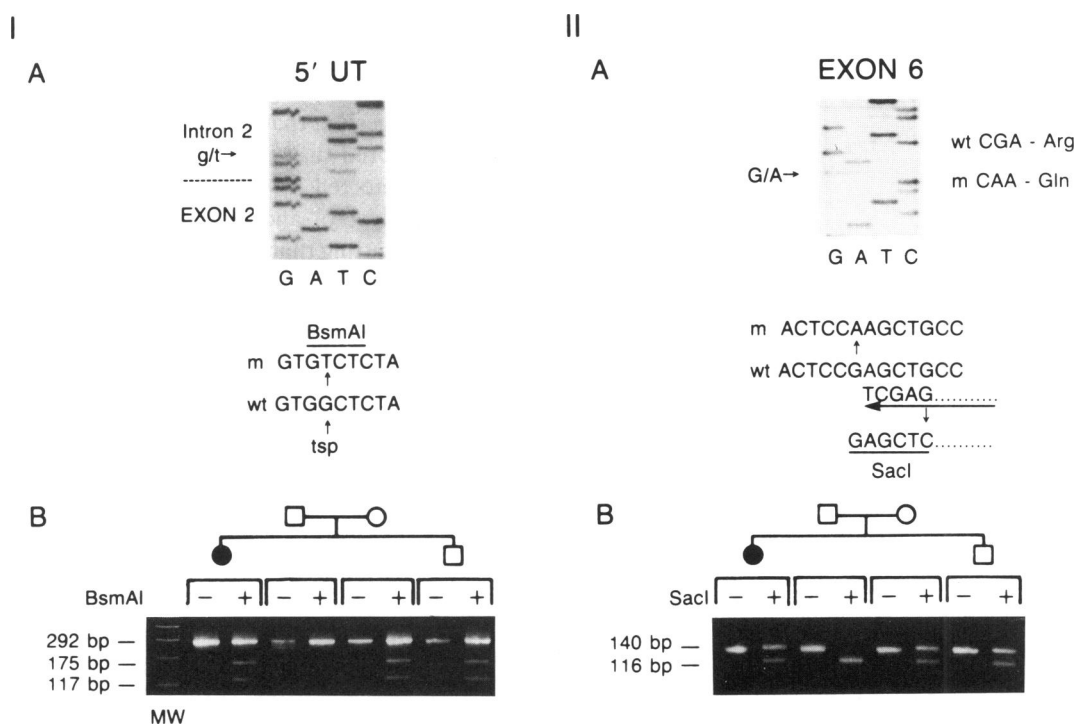 I
A
5' UT
Intron 2
g/t→
EXON 2
G A T C
BsmAI
m GTGTCTCTA
wt GTGGCTCTA
tsp
B
BsmAI − + − + − + − +
292 bp —
175 bp —
117 bp —
MW
II
A
EXON 6
G/A→
wt CGA - Arg
m CAA - Gln
G A T C
m ACTCCAAGCTGCC
wt ACTCCGAGCTGCC
TCGAG...........
GAGCTC..........
SacI
B
SacI − + − + − + − +
140 bp —
116 bp —